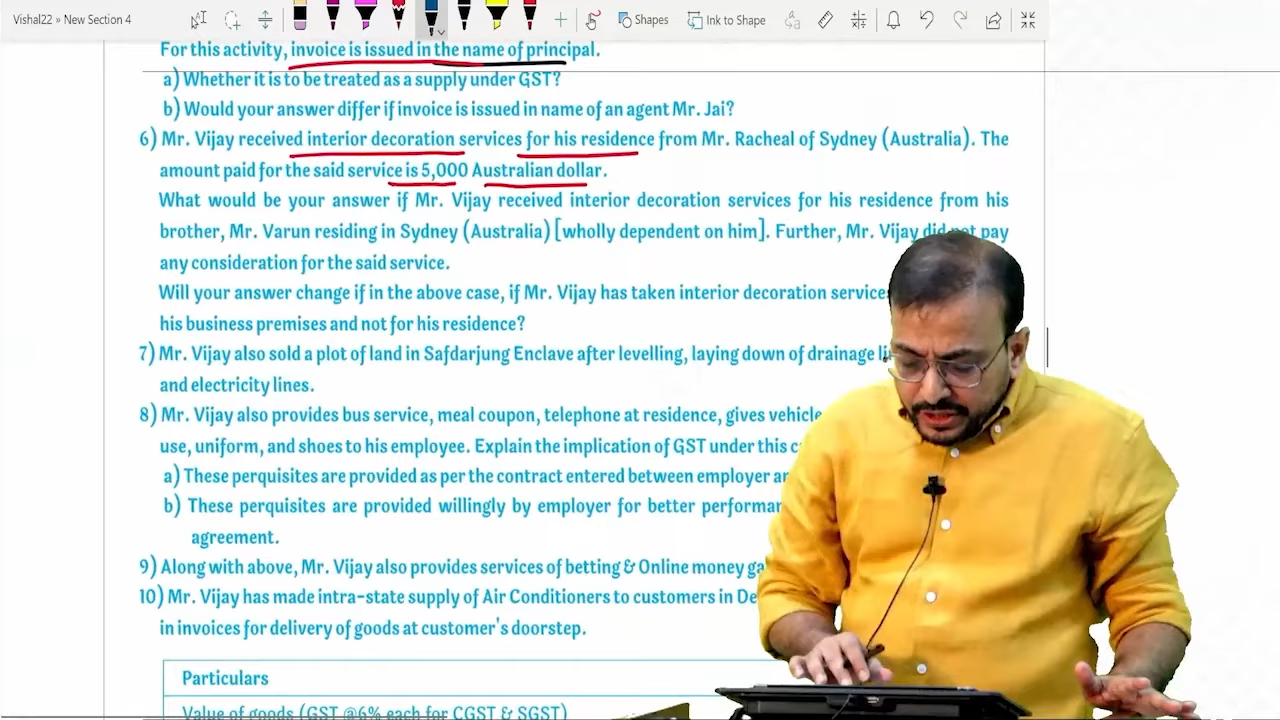 Vishal22 » New Section 4
Shapes
Ink to Shape
For this activity, invoice is issued in the name of principal.
a) Whether it is to be treated as a supply under GST?
b) Would your answer differ if invoice is issued in name of an agent Mr. Jai?
6) Mr. Vijay received interior decoration services for his residence from Mr. Racheal of Sydney (Australia). The
amount paid for the said service is 5,000 Australian dollar.
What would be your answer if Mr. Vijay received interior decoration services for his residence from his
brother, Mr. Varun residing in Sydney (Australia) [wholly dependent on him]. Further, Mr. Vijay did not pay
any consideration for the said service.
Will your answer change if in the above case, if Mr. Vijay has taken interior decoration services
his business premises and not for his residence?
7) Mr. Vijay also sold a plot of land in Safdarjung Enclave after levelling, laying down of drainage
and electricity lines.
8) Mr. Vijay also provides bus service, meal coupon, telephone at residence, gives vehicle
use, uniform, and shoes to his employee. Explain the implication of GST under this
a) These perquisites are provided as per the contract entered between employer
b) These perquisites are provided willingly by employer for better
agreement.
9) Along with above, Mr. Vijay also provides services of betting & Online money
10) Mr. Vijay has made intra-state supply of Air Conditioners to customers in
in invoices for delivery of goods at customer's doorstep.
Particulars
Value of goods (GST @6% each for CGST & SGST)